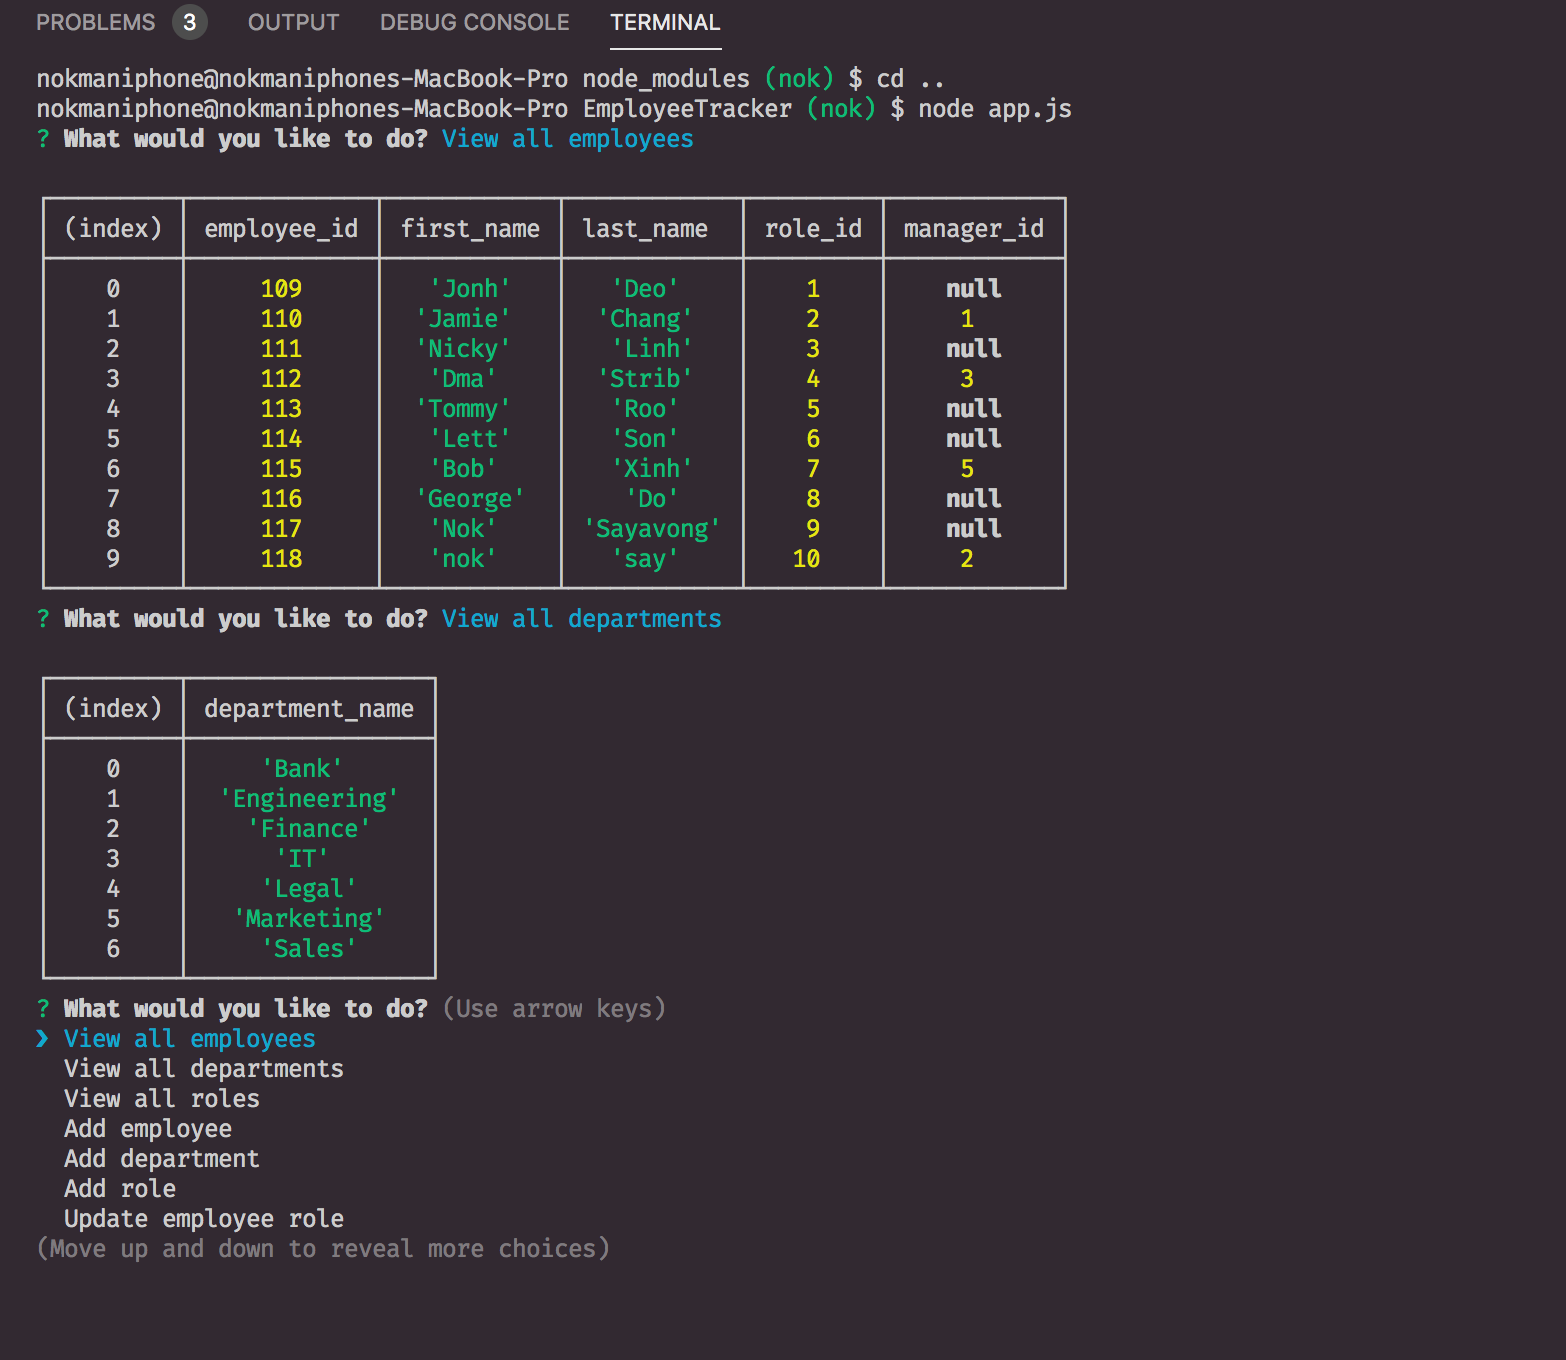 PROBLEMS 3 OUTPUT DEBUG CONSOLE TERMINAL
nokmaniphone@nokmaniphones-MacBook-Pro node_modules (nok) $ cd ..
nokmaniphone@nokmaniphones-MacBook-Pro EmployeeTracker (nok) $ node app.js
? What would you like to do? View all employees
(index) employee_id first_name last_name role_id manager_id
0 109 'Jonh' 'Deo' 1 null
1 110 'Jamie' 'Chang' 2 1
2 111 'Nicky' 'Linh' 3 null
3 112 'Dma' 'Strib' 4 3
4 113 'Tommy' 'Roo' 5 null
5 114 'Lett' 'Son' 6 null
6 115 'Bob' 'Xinh' 7 5
7 116 'George' 'Do' 8 null
8 117 'Nok' 'Sayavong' 9 null
9 118 'nok' 'say' 10 2
? What would you like to do? View all departments
(index) department_name
0 'Bank'
1 'Engineering'
2 'Finance'
3 'IT'
4 'Legal'
5 'Marketing'
6 'Sales'
? What would you like to do? (Use arrow keys)
❯ View all employees
View all departments
View all roles
Add employee
Add department
Add role
Update employee role
(Move up and down to reveal more choices)